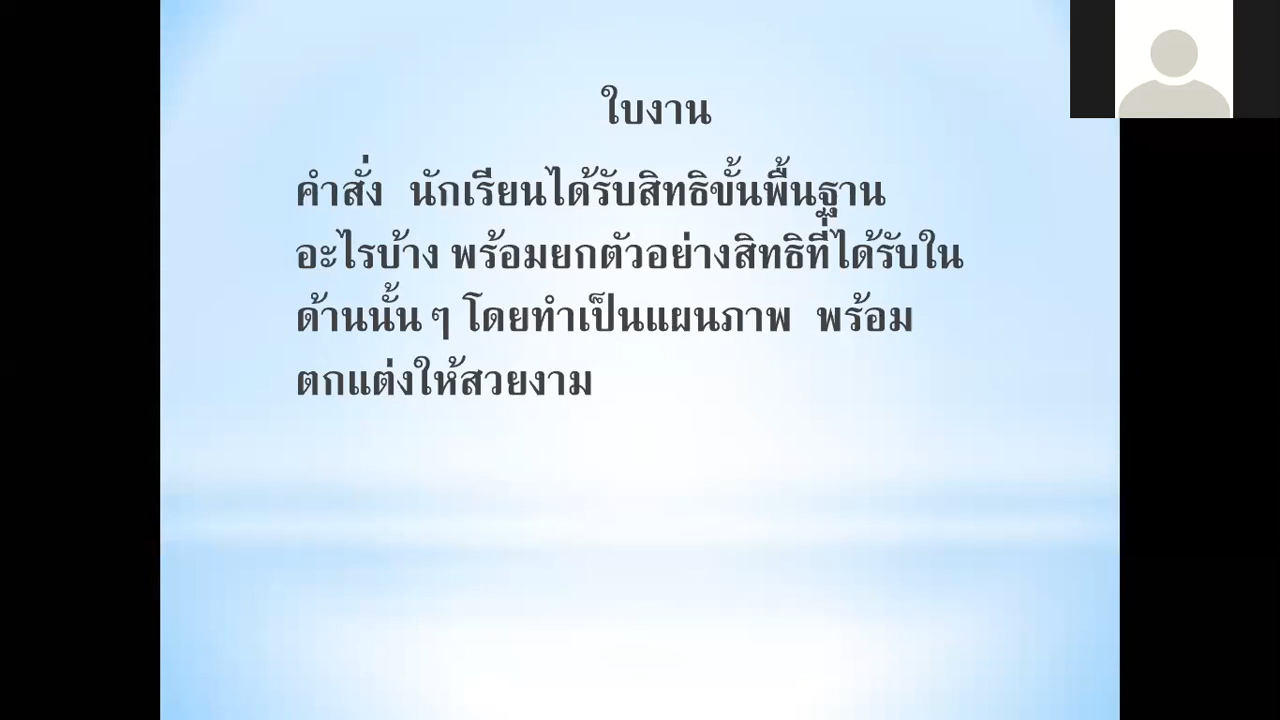 ใบงาน
คำสั่ง นักเรียนได้รับสิทธิขั้นพื้นฐาน
อะไรบ้าง พร้อมยกตัวอย่างสิทธิที่ได้รับใน
ด้านนั้น ๆ โดยทำเป็นแผนภาพ พร้อม
ตกแต่งให้สวยงาม